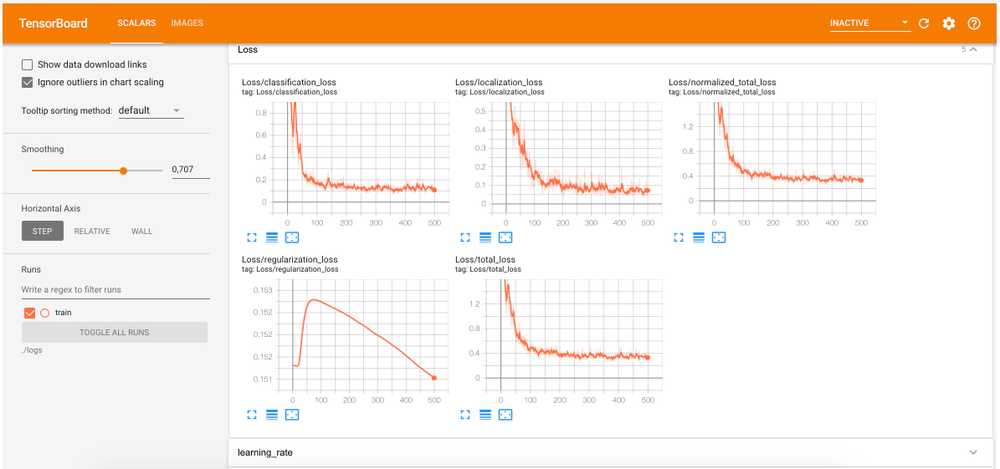 TensorBoard SCALARS IMAGES INACTIVE
Show data download links
Ignore outliers in chart scaling
Tooltip sorting method: default
Smoothing
0,707
Horizontal Axis
STEP RELATIVE WALL
Runs
Write a regex to filter runs
train
TOGGLE ALL RUNS
./logs
Loss 5
Loss/classification_loss
tag: Loss/classification_loss
0.8
0.6
0.4
0.2
0
0 100 200 300 400 500
Loss/localization_loss
tag: Loss/localization_loss
0.5
0.4
0.3
0.2
0.1
0
0 100 200 300 400 500
Loss/normalized_total_loss
tag: Loss/normalized_total_loss
1.2
0.8
0.4
0
0 100 200 300 400 500
Loss/regularization_loss
tag: Loss/regularization_loss
0.153
0.152
0.152
0.152
0.151
0 100 200 300 400 500
Loss/total_loss
tag: Loss/total_loss
1.2
0.8
0.4
0
0 100 200 300 400 500
learning_rate